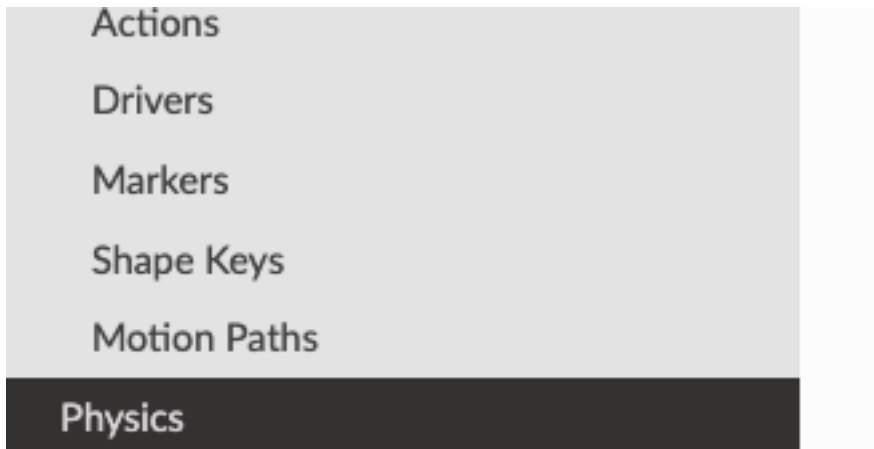 Actions
Drivers
Markers
Shape Keys
Motion Paths
Physics